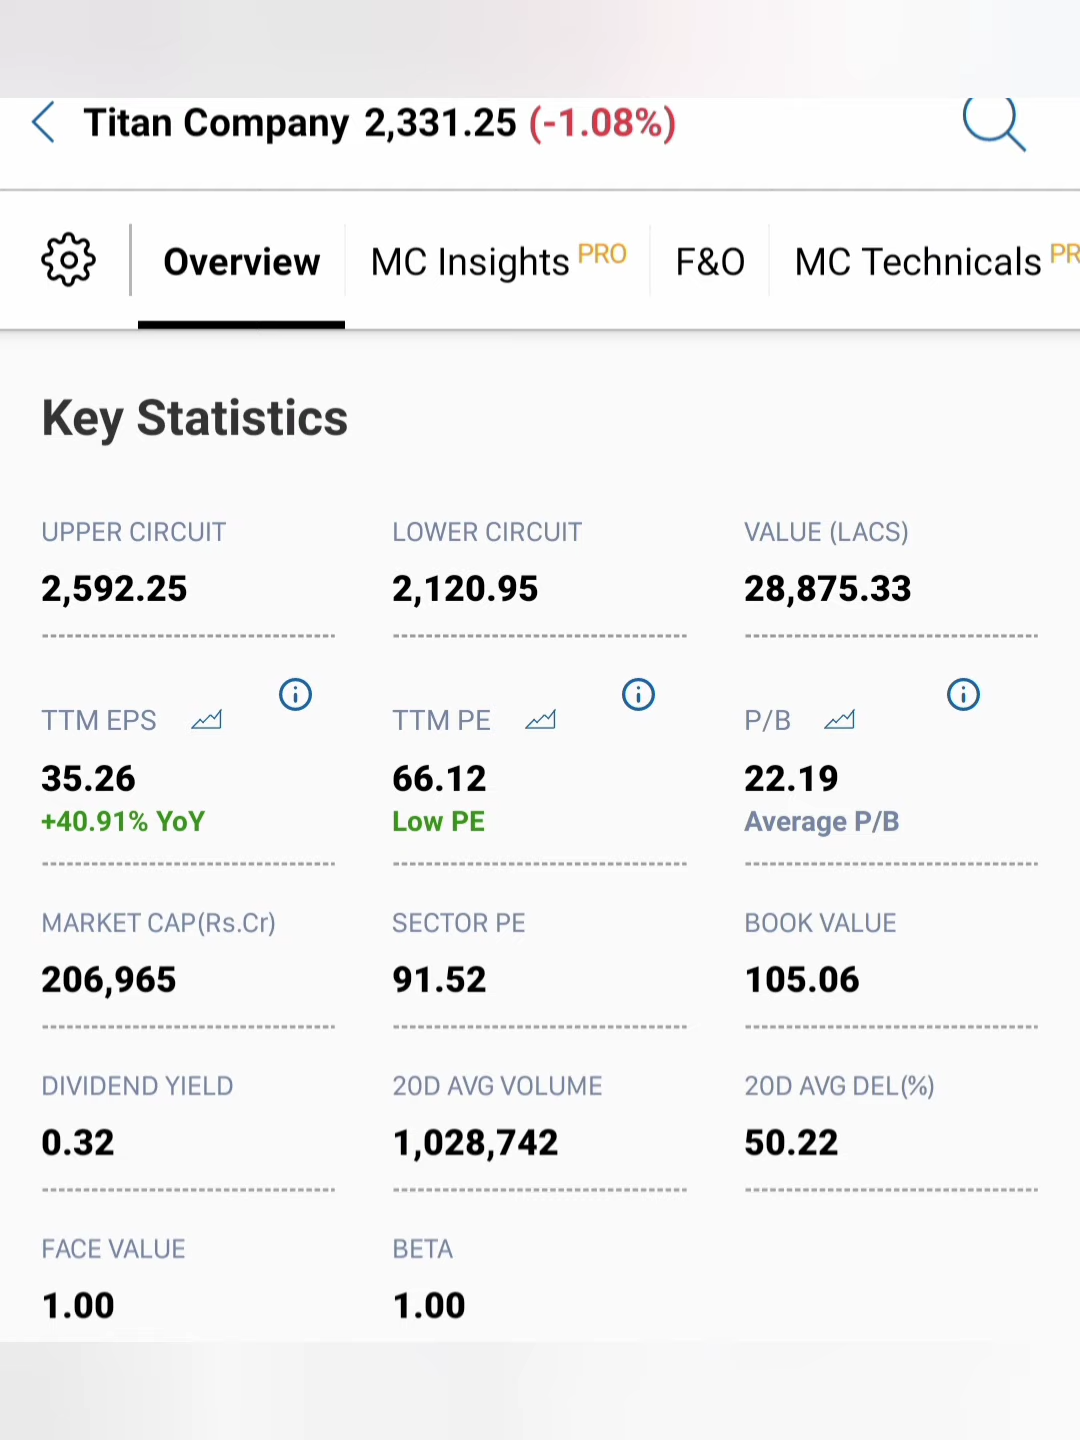 Titan Company 2,331.25 (-1.08%)
Overview MC Insights PRO F&O MC Technicals PR
Key Statistics
UPPER CIRCUIT LOWER CIRCUIT VALUE (LACS)
2,592.25 2,120.95 28,875.33
TTM EPS TTM PE P/B
35.26 66.12 22.19
+40.91% YoY Low PE Average P/B
MARKET CAP(Rs.Cr) SECTOR PE BOOK VALUE
206,965 91.52 105.06
DIVIDEND YIELD 20D AVG VOLUME 20D AVG DEL(%)
0.32 1,028,742 50.22
FACE VALUE BETA
1.00 1.00